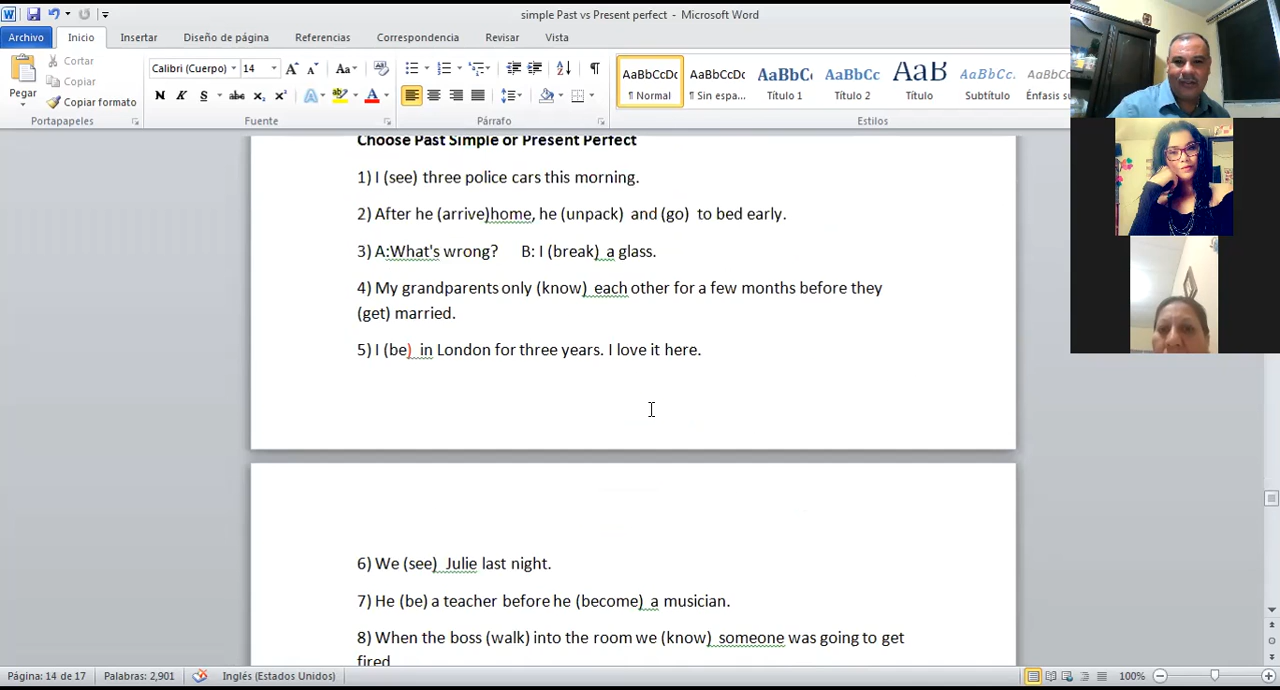 simple Past vs Present perfect - Microsoft Word
Archivo Inicio Insertar Diseño de página Referencias Correspondencia Revisar Vista
Cortar
Copiar
Copiar formato
Pegar
Portapapeles
Calibri (Cuerpo) 14
N K S abc x₂ x² A
Fuente
Párrafo
AaBbCcDc AaBbCcDc AaBbC AaBbCc AaB AaBbCc. AaBbCc
¶ Normal ¶ Sin espa... Título 1 Título 2 Título Subtítulo Énfasis su
Estilos
Choose Past Simple or Present Perfect
1) I (see) three police cars this morning.
2) After he (arrive)home, he (unpack) and (go) to bed early.
3) A:What's wrong? B: I (break) a glass.
4) My grandparents only (know) each other for a few months before they
(get) married.
5) I (be) in London for three years. I love it here.
6) We (see) Julie last night.
7) He (be) a teacher before he (become) a musician.
8) When the boss (walk) into the room we (know) someone was going to get
fired
Página: 14 de 17 Palabras: 2,901 Inglés (Estados Unidos) 100%